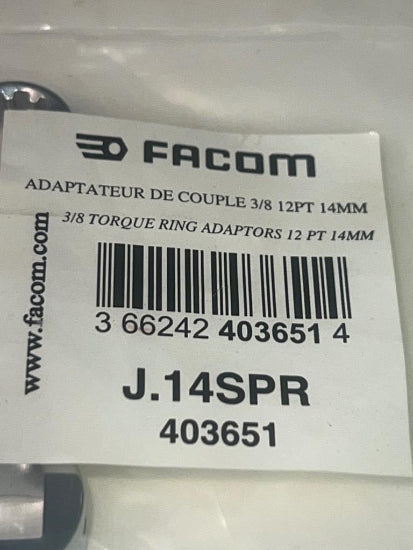 FACOM
ADAPTATEUR DE COUPLE 3/8 12PT 14MM
3/8 TORQUE RING ADAPTORS 12 PT 14MM
www.facom.com
3 66242 403651 4
J.14SPR
403651